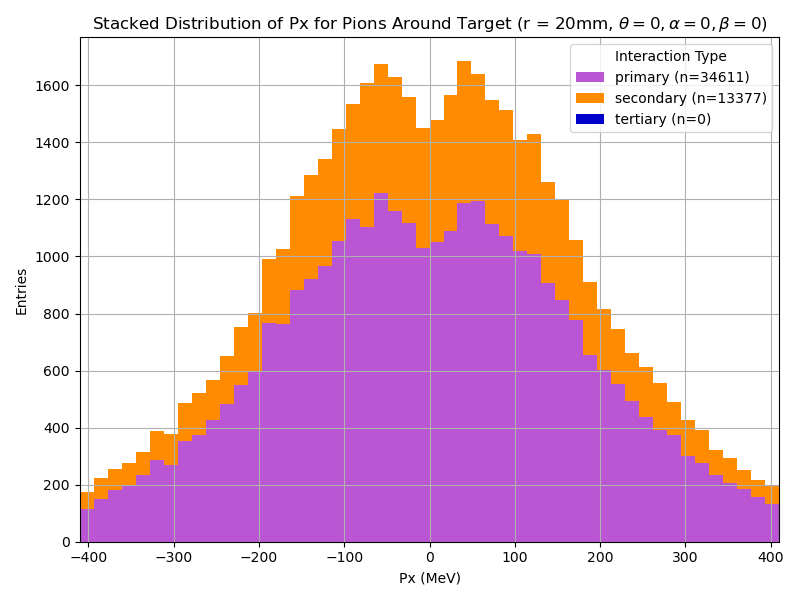 Stacked Distribution of Px for Pions Around Target (r = 20mm, θ = 0, α = 0, β = 0)
Interaction Type
primary (n=34611)
secondary (n=13377)
tertiary (n=0)
1600
1400
1200
1000
800
600
400
200
0
Entries
−400 −300 −200 −100 0 100 200 300 400
Px (MeV)